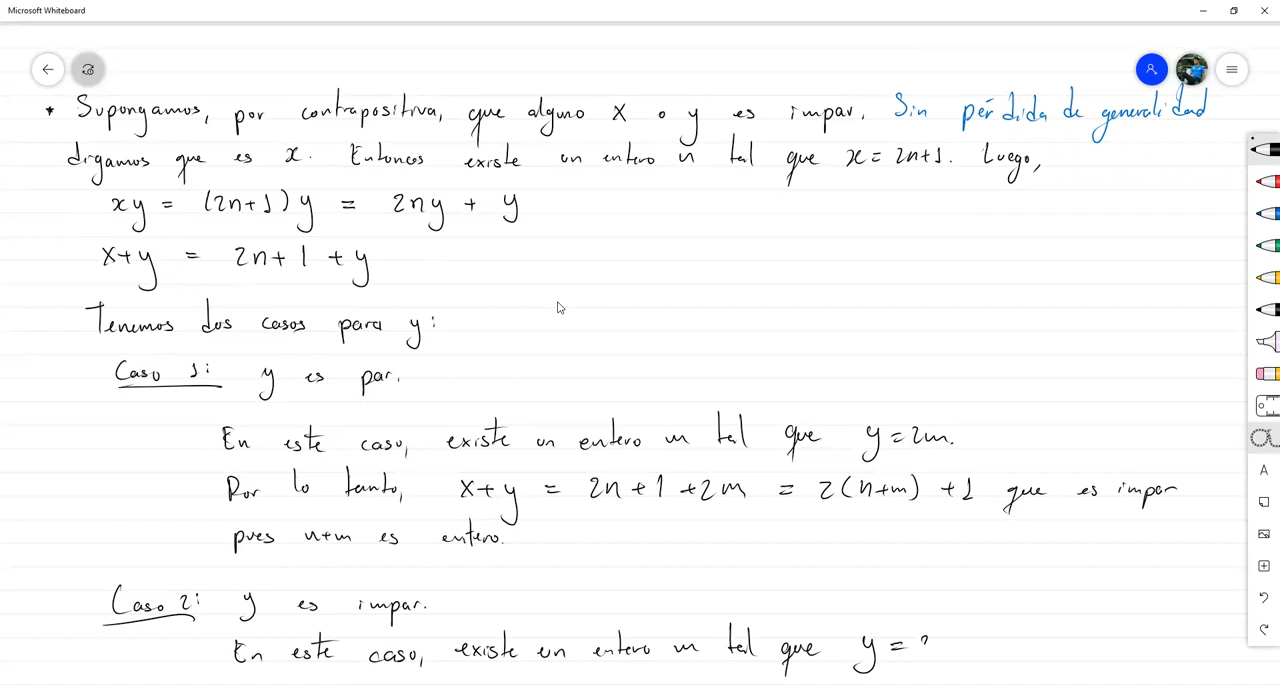 Microsoft Whiteboard
* Supongamos, por contrapositiva, que alguno x o y es impar. Sin pérdida de generalidad
digamos que es x. Entonces existe un entero n tal que x = 2n+1. Luego,
xy = (2n+1)y = 2ny + y
x+y = 2n+1 + y
Tenemos dos casos para y:
Caso 1: y es par.
En este caso, existe un entero m tal que y = 2m.
Por lo tanto, x+y = 2n+1+2m = 2(n+m)+1 que es impar
pues n+m es entero.
Caso 2: y es impar.
En este caso, existe un entero m tal que y =